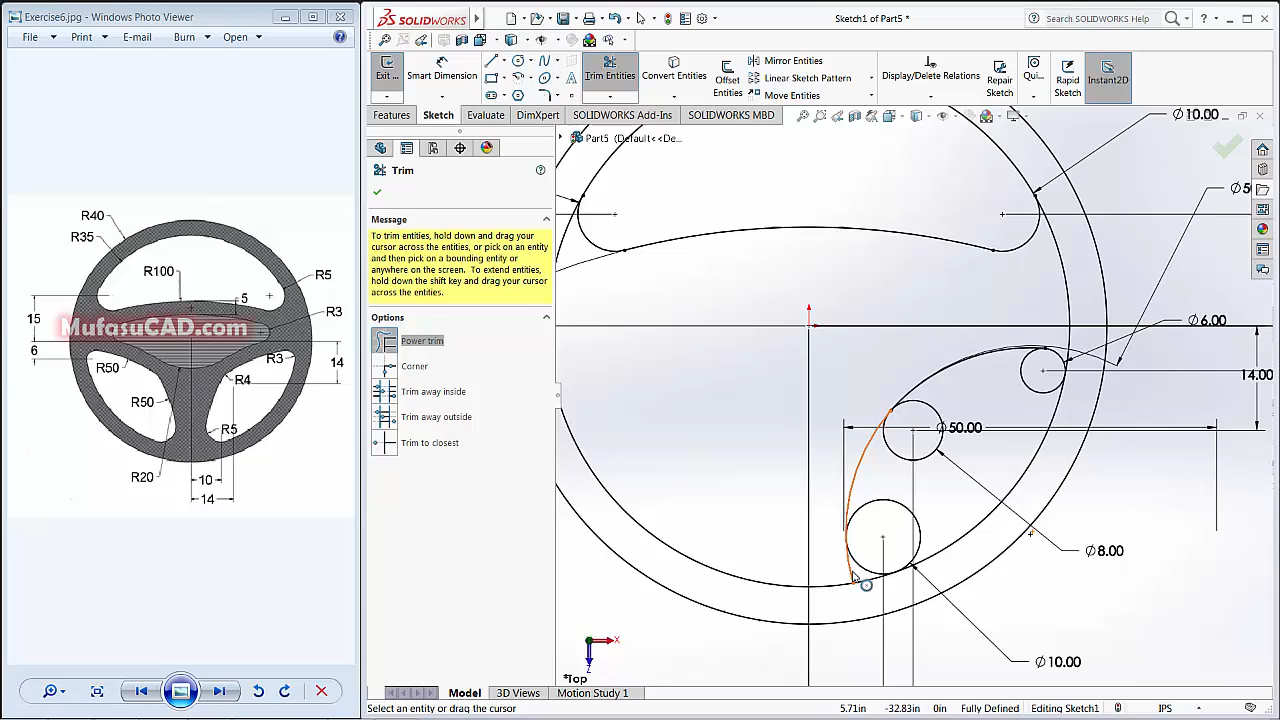 Exercise6.jpg - Windows Photo Viewer
File Print E-mail Burn Open
R40
R35
R100
5
R5
R3
15
MufasuCAD.com
6
R50
R3
14
R4
R50
R5
R20
10
14
SOLIDWORKS
Sketch1 of Part5 *
Search SOLIDWORKS Help
Exit ...
Smart Dimension
Trim Entities
Convert Entities
Offset Entities
Mirror Entities
Linear Sketch Pattern
Move Entities
Display/Delete Relations
Repair Sketch
Qui...
Rapid Sketch
Instant2D
Features Sketch Evaluate DimXpert SOLIDWORKS Add-Ins SOLIDWORKS MBD
Part5 (Default<<De...
Trim
Message
To trim entities, hold down and drag your
cursor across the entities, or pick on an entity
and then pick on a bounding entity or
anywhere on the screen. To extend entities,
hold down the shift key and drag your cursor
across the entities.
Options
Power trim
Corner
Trim away inside
Trim away outside
Trim to closest
Ø10.00
Ø6.00
14.00
Ø50.00
Ø8.00
Ø10.00
X
Z
*Top
Model 3D Views Motion Study 1
Select an entity or drag the cursor
5.71in -32.83in 0in Fully Defined Editing Sketch1 IPS